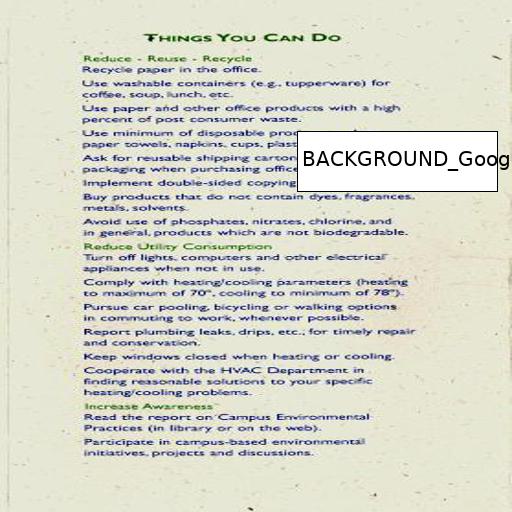 THINGS YOU CAN DO
Reduce - Reuse - Recycle
Recycle paper in the office.
Use washable containers (e.g., tupperware) for
coffee, soup, lunch, etc.
Use paper and other office products with a high
percent of post consumer waste.
Use minimum of disposable
paper towels, napkins, cups,
BACKGROUND_Goog
Ask for reusable shipping
packaging when purchasing
Implement double-sided copying
Buy products that do not contain dyes, fragrances,
metals, solvents.
Avoid use of phosphates, nitrates, chlorine, and
in general, products which are not biodegradable.
Reduce Utility Consumption
Turn off lights, computers and other electrical
appliances when not in use.
Comply with heating/cooling parameters (heating
to maximum of 70°, cooling to minimum of 78°).
Pursue car pooling, bicycling or walking options
in commuting to work, whenever possible.
Report plumbing leaks, drips, etc., for timely repair
and conservation.
Keep windows closed when heating or cooling.
Cooperate with the HVAC Department in
finding reasonable solutions to your specific
heating/cooling problems.
Increase Awareness
Read the report on Campus Environmental
Practices (in library or on the web).
Participate in campus-based environmental
initiatives, projects and discussions.